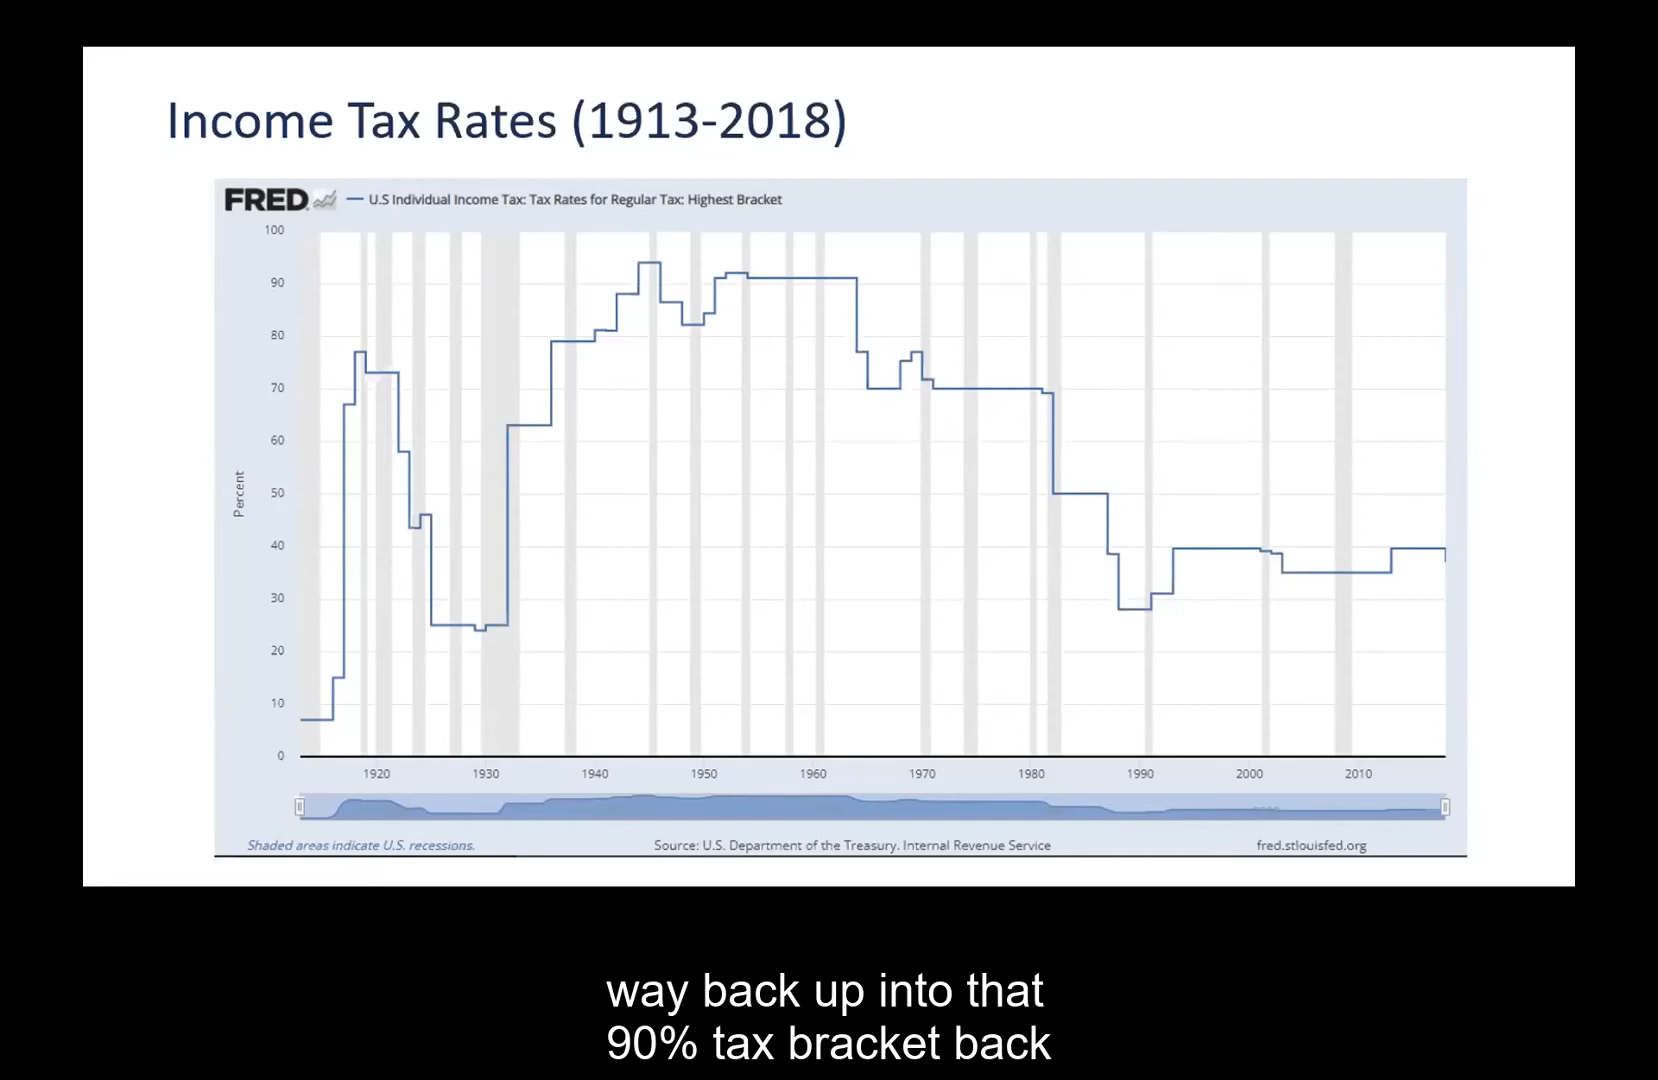 Income Tax Rates (1913-2018)
FRED
U.S Individual Income Tax: Tax Rates for Regular Tax: Highest Bracket
100
90
80
70
60
50
40
30
20
10
0
Percent
1920 1930 1940 1950 1960 1970 1980 1990 2000 2010
Shaded areas indicate U.S. recessions. Source: U.S. Department of the Treasury. Internal Revenue Service fred.stlouisfed.org
way back up into that
90% tax bracket back